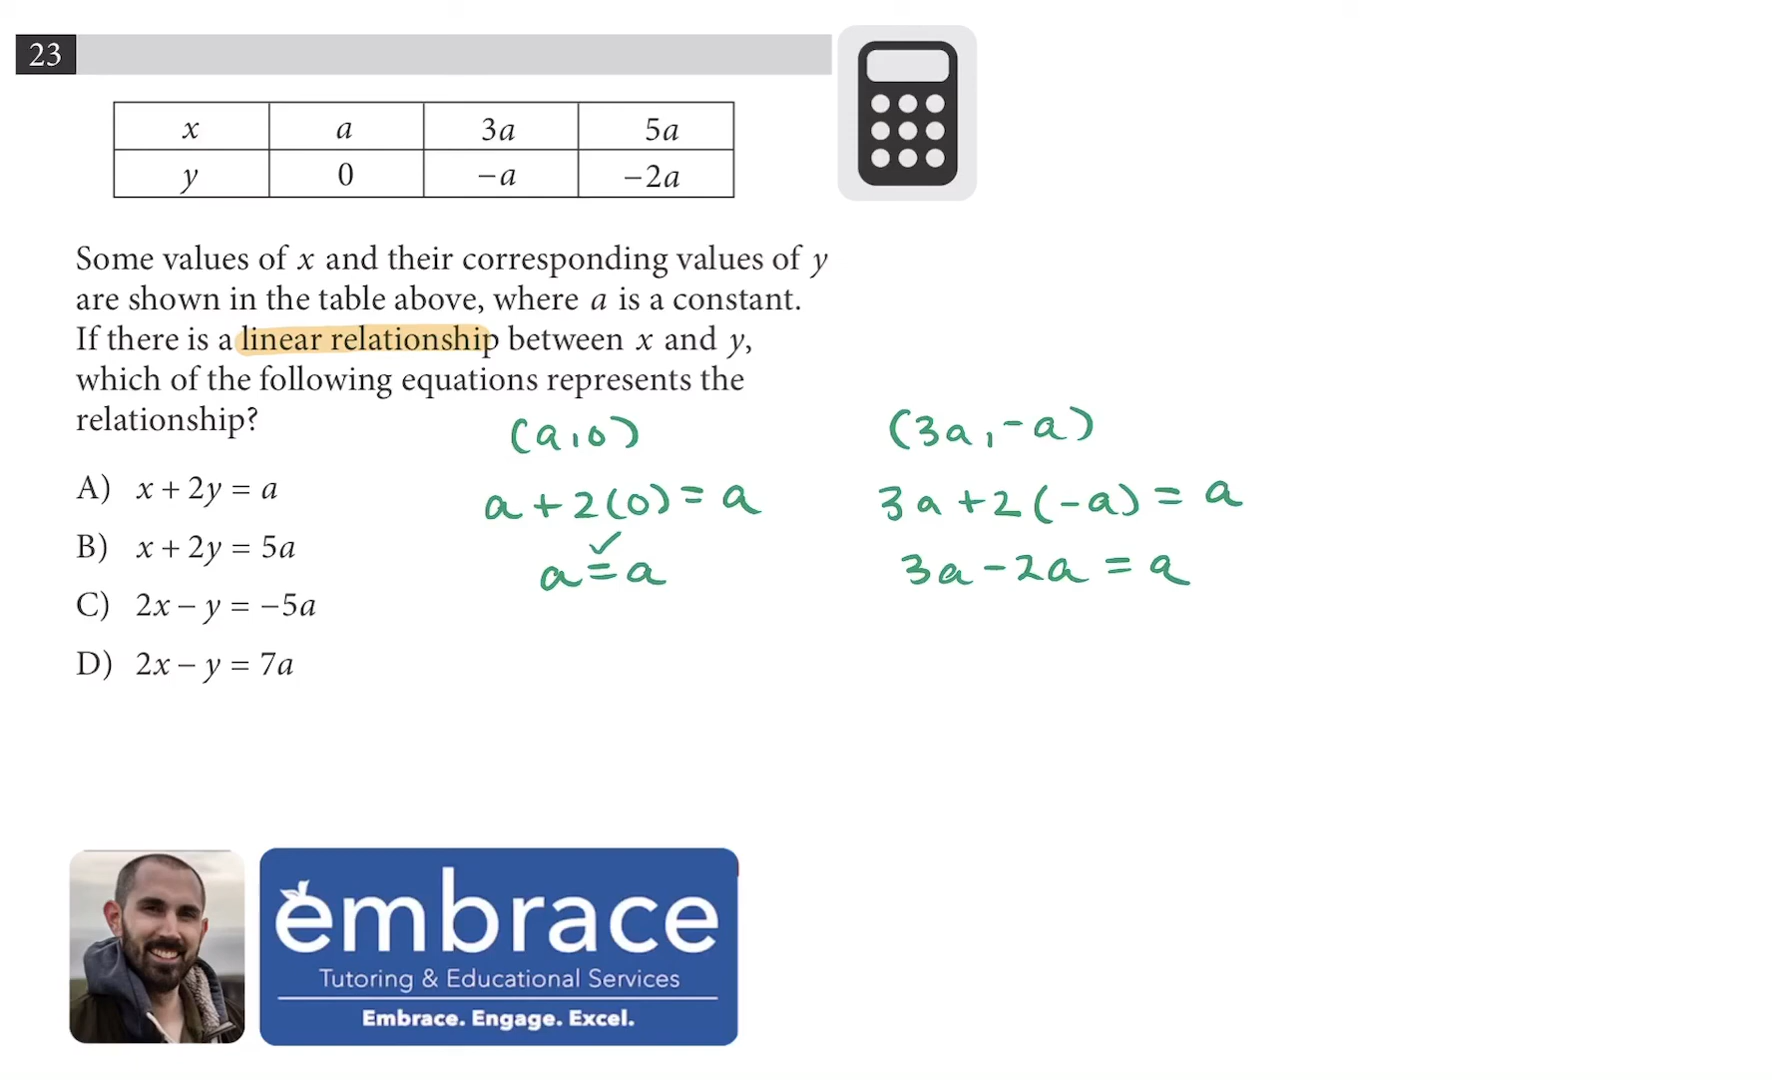 23
x a 3a 5a
y 0 −a −2a
Some values of x and their corresponding values of y
are shown in the table above, where a is a constant.
If there is a linear relationship between x and y,
which of the following equations represents the
relationship?
A) x + 2y = a
B) x + 2y = 5a
C) 2x − y = −5a
D) 2x − y = 7a
(a,0)
a + 2(0) = a
✓
a = a
(3a,-a)
3a + 2(-a) = a
3a - 2a = a
embrace
Tutoring & Educational Services
Embrace. Engage. Excel.